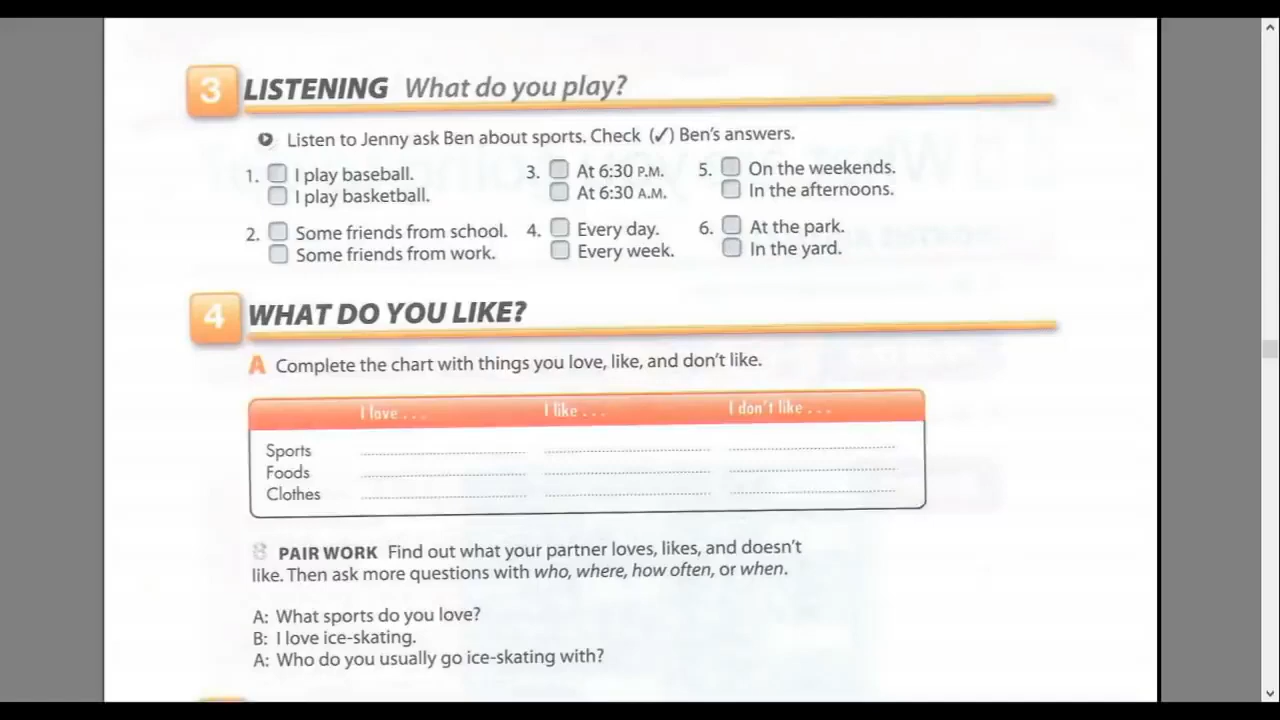 3 LISTENING What do you play?
Listen to Jenny ask Ben about sports. Check (✓) Ben's answers.
1. I play baseball.
I play basketball.
2. Some friends from school.
Some friends from work.
3. At 6:30 P.M.
At 6:30 A.M.
4. Every day.
Every week.
5. On the weekends.
In the afternoons.
6. At the park.
In the yard.
4 WHAT DO YOU LIKE?
A Complete the chart with things you love, like, and don't like.
I love . . . I like . . . I don't like . . .
Sports
Foods
Clothes
B PAIR WORK Find out what your partner loves, likes, and doesn't
like. Then ask more questions with who, where, how often, or when.
A: What sports do you love?
B: I love ice-skating.
A: Who do you usually go ice-skating with?